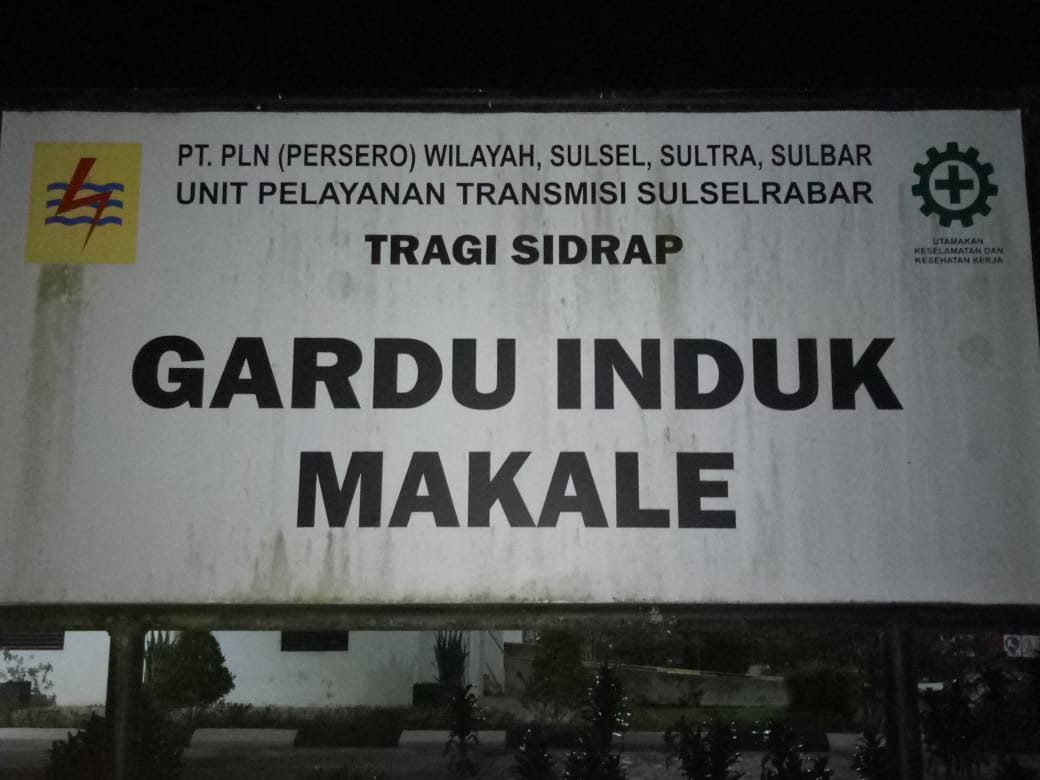 PT. PLN (PERSERO) WILAYAH, SULSEL, SULTRA, SULBAR
UNIT PELAYANAN TRANSMISI SULSELRABAR
TRAGI SIDRAP
UTAMAKAN
KESELAMATAN DAN
KESEHATAN KERJA
GARDU INDUK
MAKALE